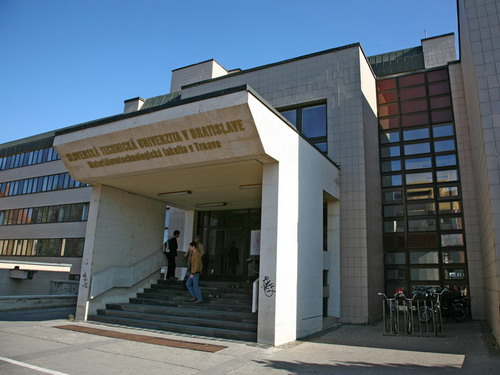 SLOVENSKÁ TECHNICKÁ UNIVERZITA V BRATISLAVE
Materiálovotechnologická fakulta v Trnave